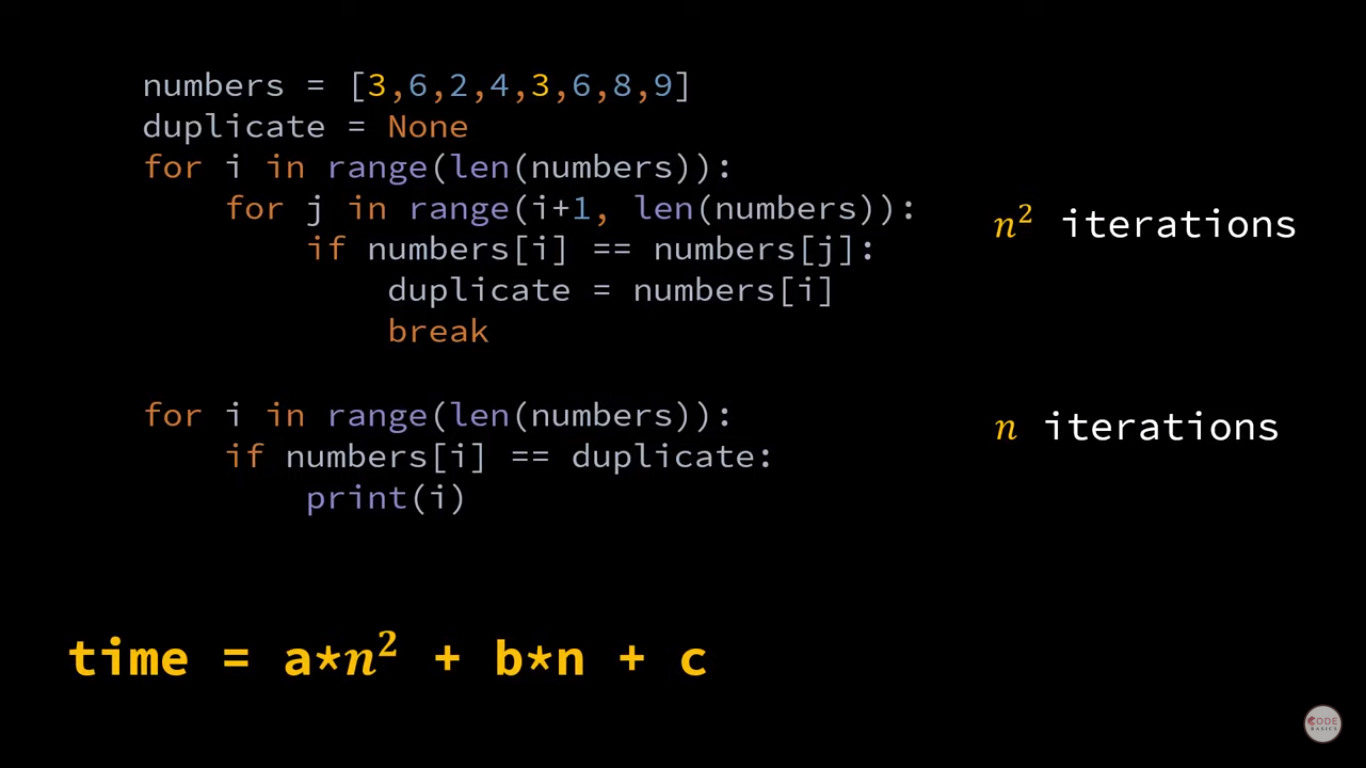 numbers = [3,6,2,4,3,6,8,9]
duplicate = None
for i in range(len(numbers)):
    for j in range(i+1, len(numbers)):
        if numbers[i] == numbers[j]:
            duplicate = numbers[i]
            break
n² iterations
for i in range(len(numbers)):
    if numbers[i] == duplicate:
        print(i)
n iterations
time = a*n² + b*n + c
CODE
BASICS